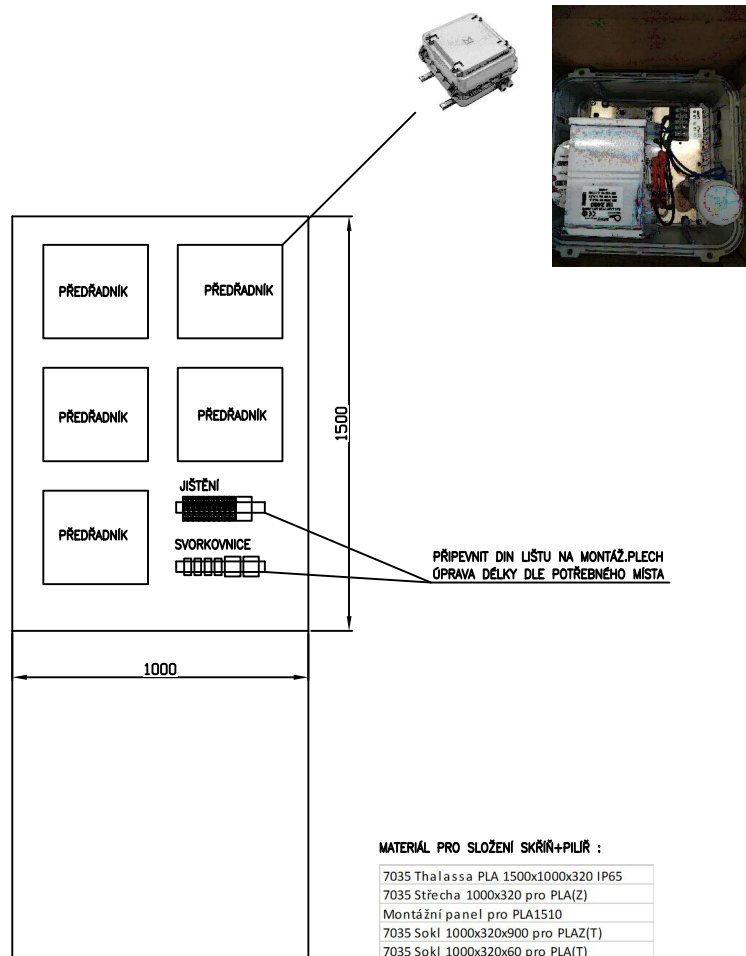 PŘEDŘADNÍK
PŘEDŘADNÍK
PŘEDŘADNÍK
PŘEDŘADNÍK
PŘEDŘADNÍK
JIŠTĚNÍ
SVORKOVNICE
1500
1000
PŘIPEVNIT DIN LIŠTU NA MONTÁŽ.PLECH
ÚPRAVA DÉLKY DLE POTŘEBNÉHO MÍSTA
MATERIÁL PRO SLOŽENÍ SKŘÍŇ+PILÍŘ :
7035 Thalassa PLA 1500x1000x320 IP65
7035 Střecha 1000x320 pro PLA(Z)
Montážní panel pro PLA1510
7035 Sokl 1000x320x900 pro PLAZ(T)
7035 Sokl 1000x320x60 pro PLA(T)